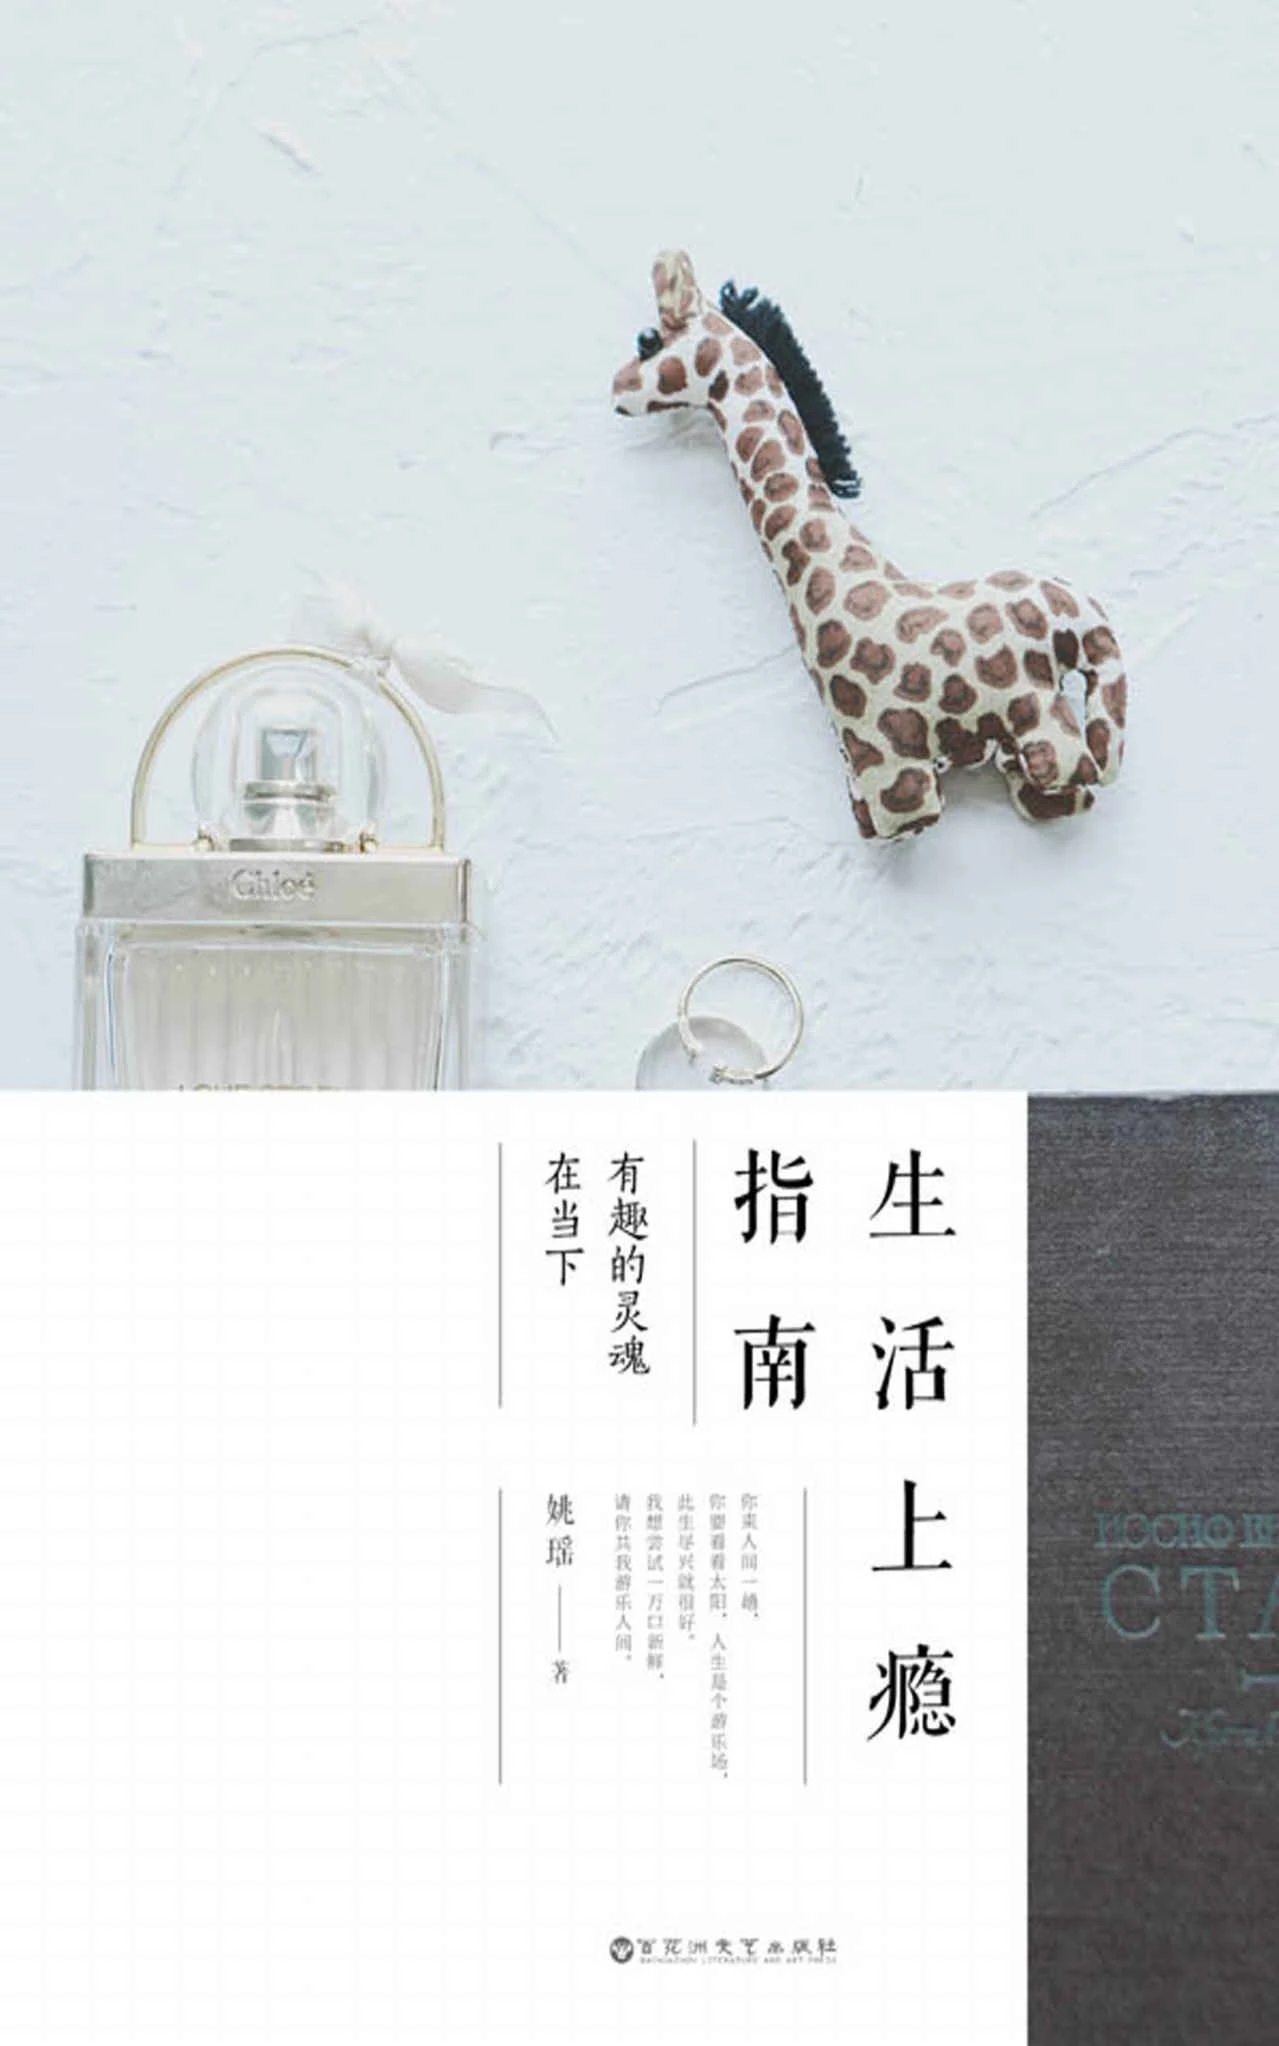 Chloé
生活上瘾
指南
有趣的灵魂
在当下
你来人间一趟,
你要看看太阳,人生是个游乐场,
此生尽兴就很好。
我想尝试一万口新鲜,
请你共我游乐人间。
姚瑶——著
CTA
百花洲文艺出版社
BAIHUAZHOU LITERATURE AND ART PRESS